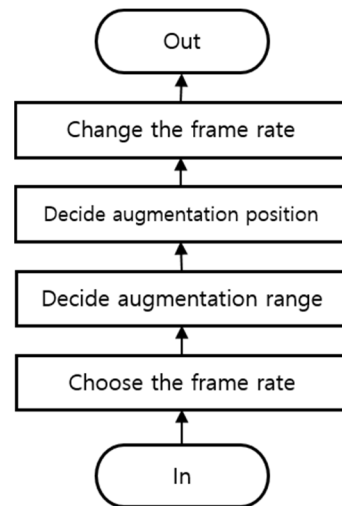 Out
Change the frame rate
Decide augmentation position
Decide augmentation range
Choose the frame rate
In